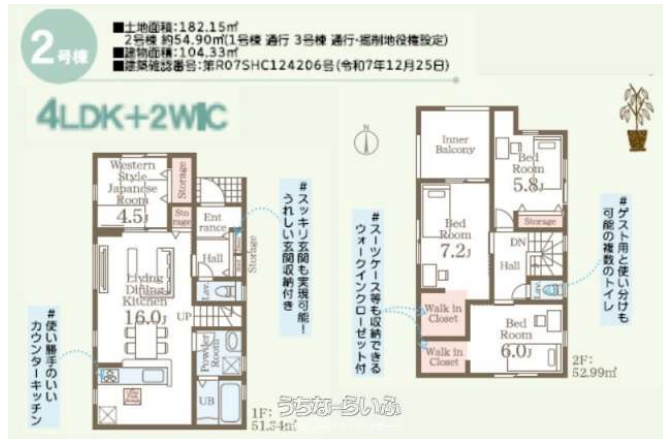 2号棟
■土地面積：182.15㎡
2号棟 約54.90㎡(1号棟 通行 3号棟 通行・掘削地役権設定)
■建物面積：104.33㎡
■建築確認番号：第R07SHC124206号(令和7年12月25日)
4LDK+2WIC
N
Western
Style
Japanese
Room
4.5J
Storage
Sto
rage
Ent
rance
Hall
Storage
Living
Dining
Kitchen
16.0J
UP
Lav.
Powder
Room
UB
1F:
51.34㎡
#スッキリ玄関も実現可能！
うれしい玄関収納付き
#使い勝手のいい
カウンターキッチン
Inner
Balcony
Bed
Room
5.8J
Storage
Bed
Room
7.2J
DN
Hall
Lav.
Walk in
Closet
Walk in
Closet
Bed
Room
6.0J
2F:
52.99㎡
#スーツケース等も収納できる
ウォークインクローゼット付
#ゲスト用と使い分けも
可能の複数のトイレ
うちなーらいふ